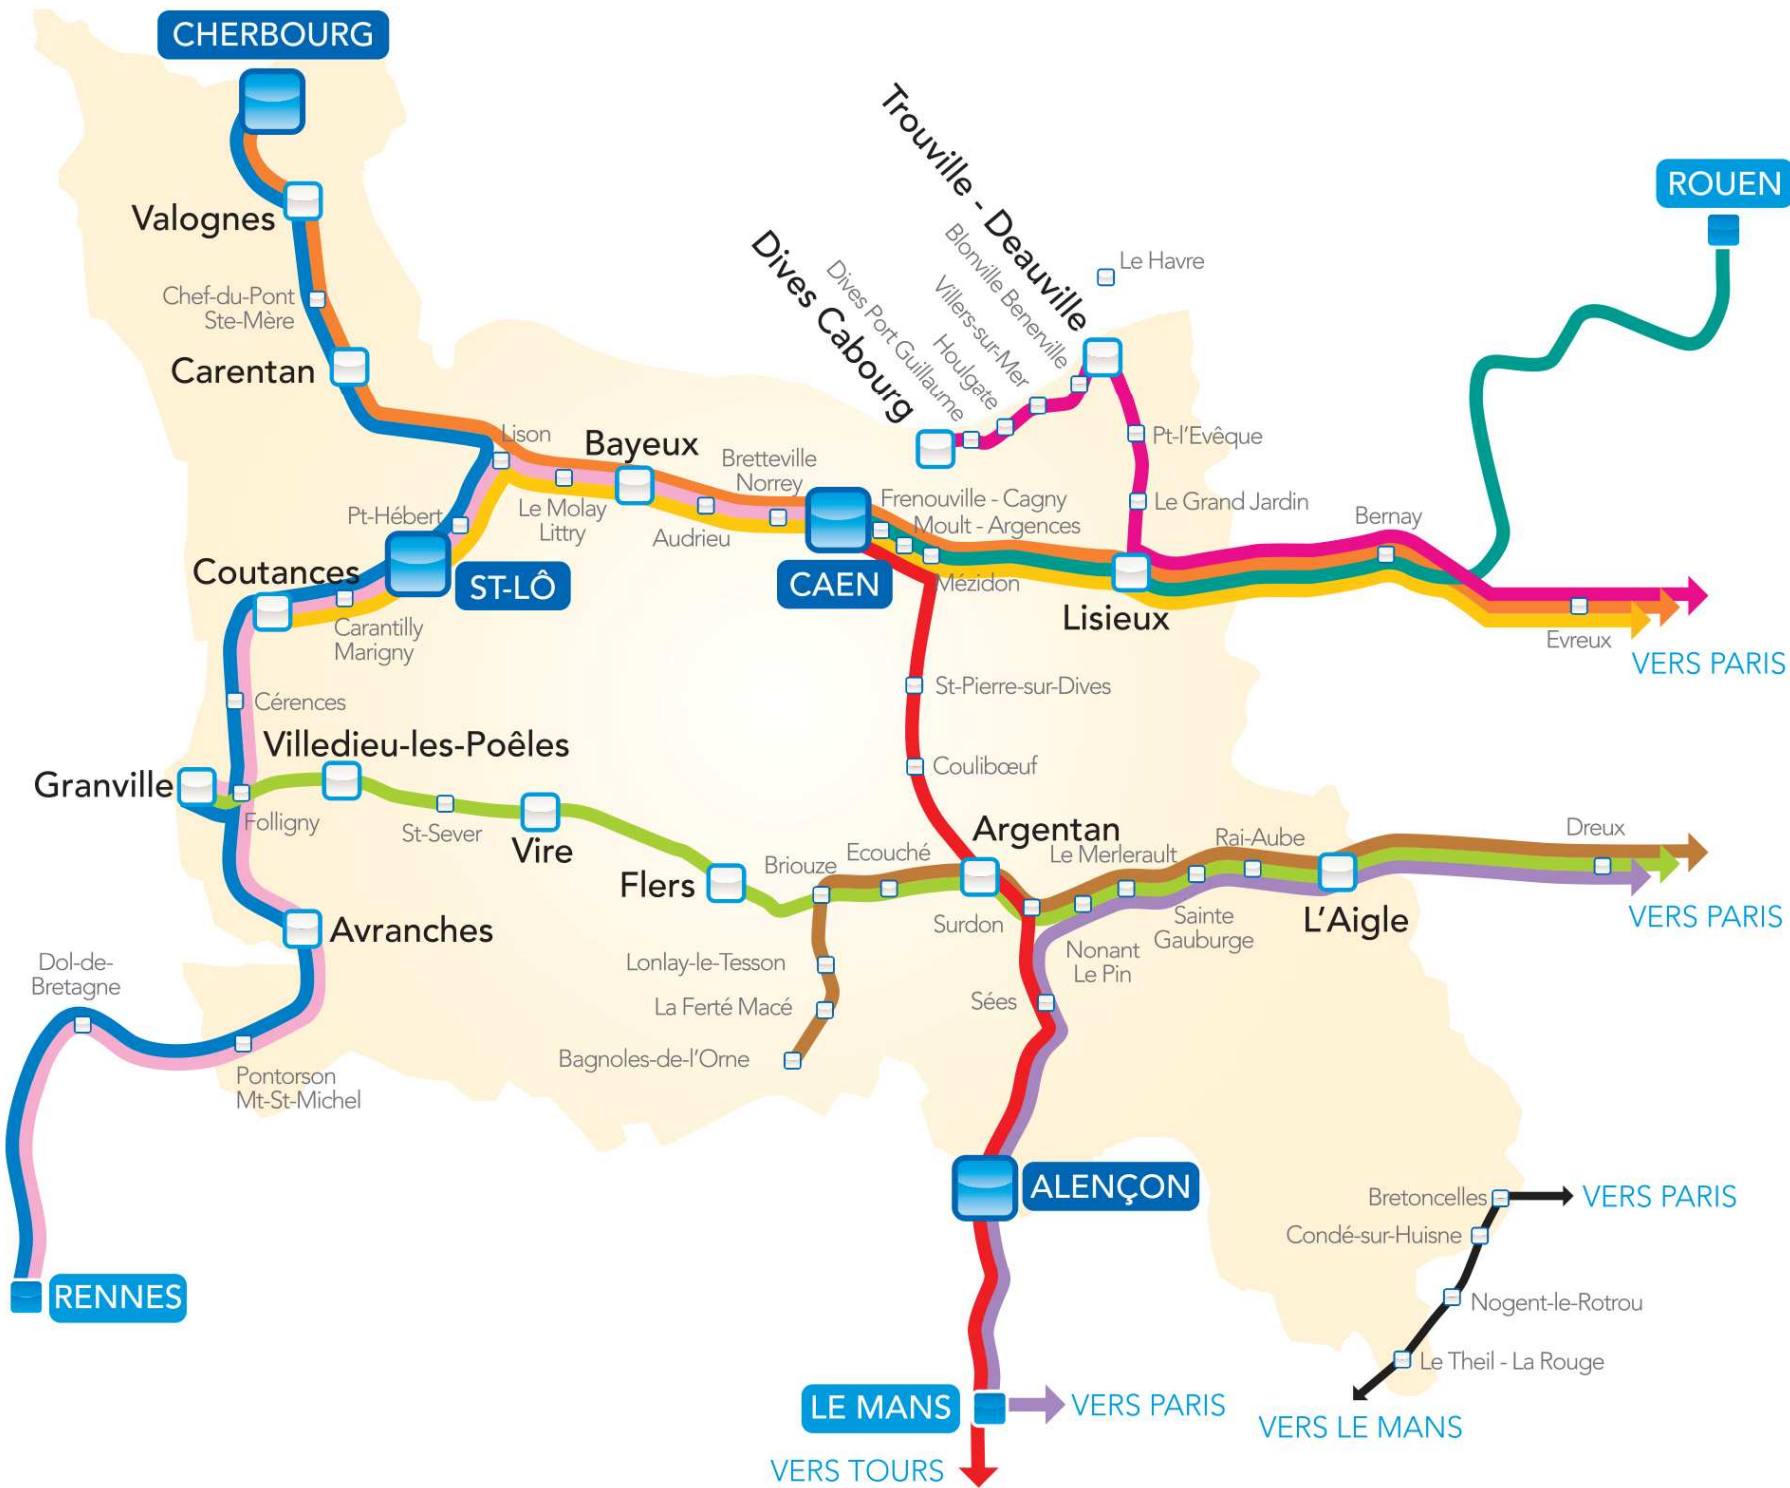 CHERBOURG
Valognes
Chef-du-Pont
Ste-Mère
Carentan
Lison
Bayeux
Bretteville
Norrey
Le Molay
Littry
Audrieu
Pt-Hébert
Coutances
ST-LÔ
Carantilly
Marigny
CAEN
Frenouville - Cagny
Moult - Argences
Mézidon
Trouville - Deauville
Blonville Benerville
Villers-sur-Mer
Houlgate
Dives Port Guillaume
Dives Cabourg
Le Havre
Pt-l'Evêque
Le Grand Jardin
Lisieux
Bernay
ROUEN
Evreux
VERS PARIS
Cérences
Villedieu-les-Poêles
Granville
Folligny
St-Sever
Vire
Flers
Briouze
Ecouché
St-Pierre-sur-Dives
Coulibœuf
Argentan
Le Merlerault
Rai-Aube
Dreux
Surdon
Nonant
Le Pin
Sainte
Gauburge
L'Aigle
VERS PARIS
Avranches
Dol-de-
Bretagne
Pontorson
Mt-St-Michel
RENNES
Lonlay-le-Tesson
La Ferté Macé
Bagnoles-de-l'Orne
Sées
ALENÇON
LE MANS
VERS PARIS
VERS TOURS
Bretoncelles
VERS PARIS
Condé-sur-Huisne
Nogent-le-Rotrou
Le Theil - La Rouge
VERS LE MANS